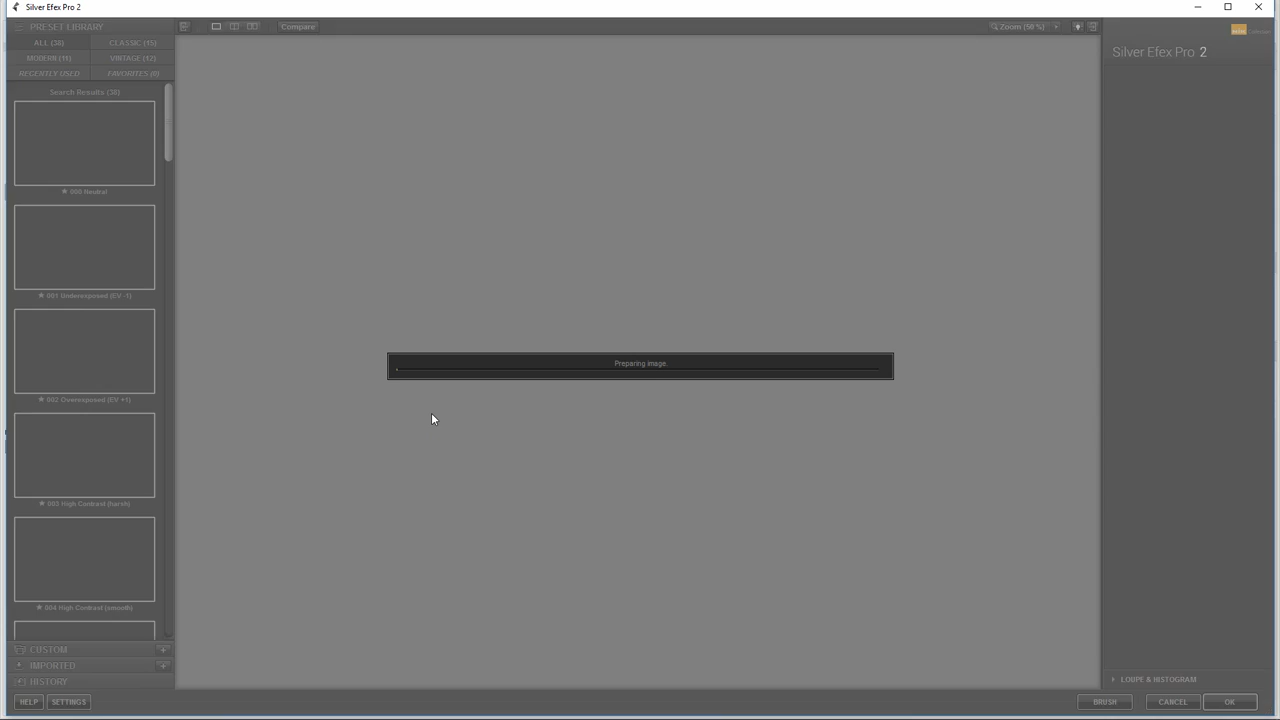 Silver Efex Pro 2
PRESET LIBRARY
Compare
Zoom (50 %)
Silver Efex Pro 2
ALL (38)
CLASSIC (15)
MODERN (11)
VINTAGE (12)
RECENTLY USED
FAVORITES (0)
Search Results (38)
★ 000 Neutral
★ 001 Underexposed (EV -1)
★ 002 Overexposed (EV +1)
★ 003 High Contrast (harsh)
★ 004 High Contrast (smooth)
Preparing image.
CUSTOM
IMPORTED
HISTORY
LOUPE & HISTOGRAM
HELP
SETTINGS
BRUSH
CANCEL
OK